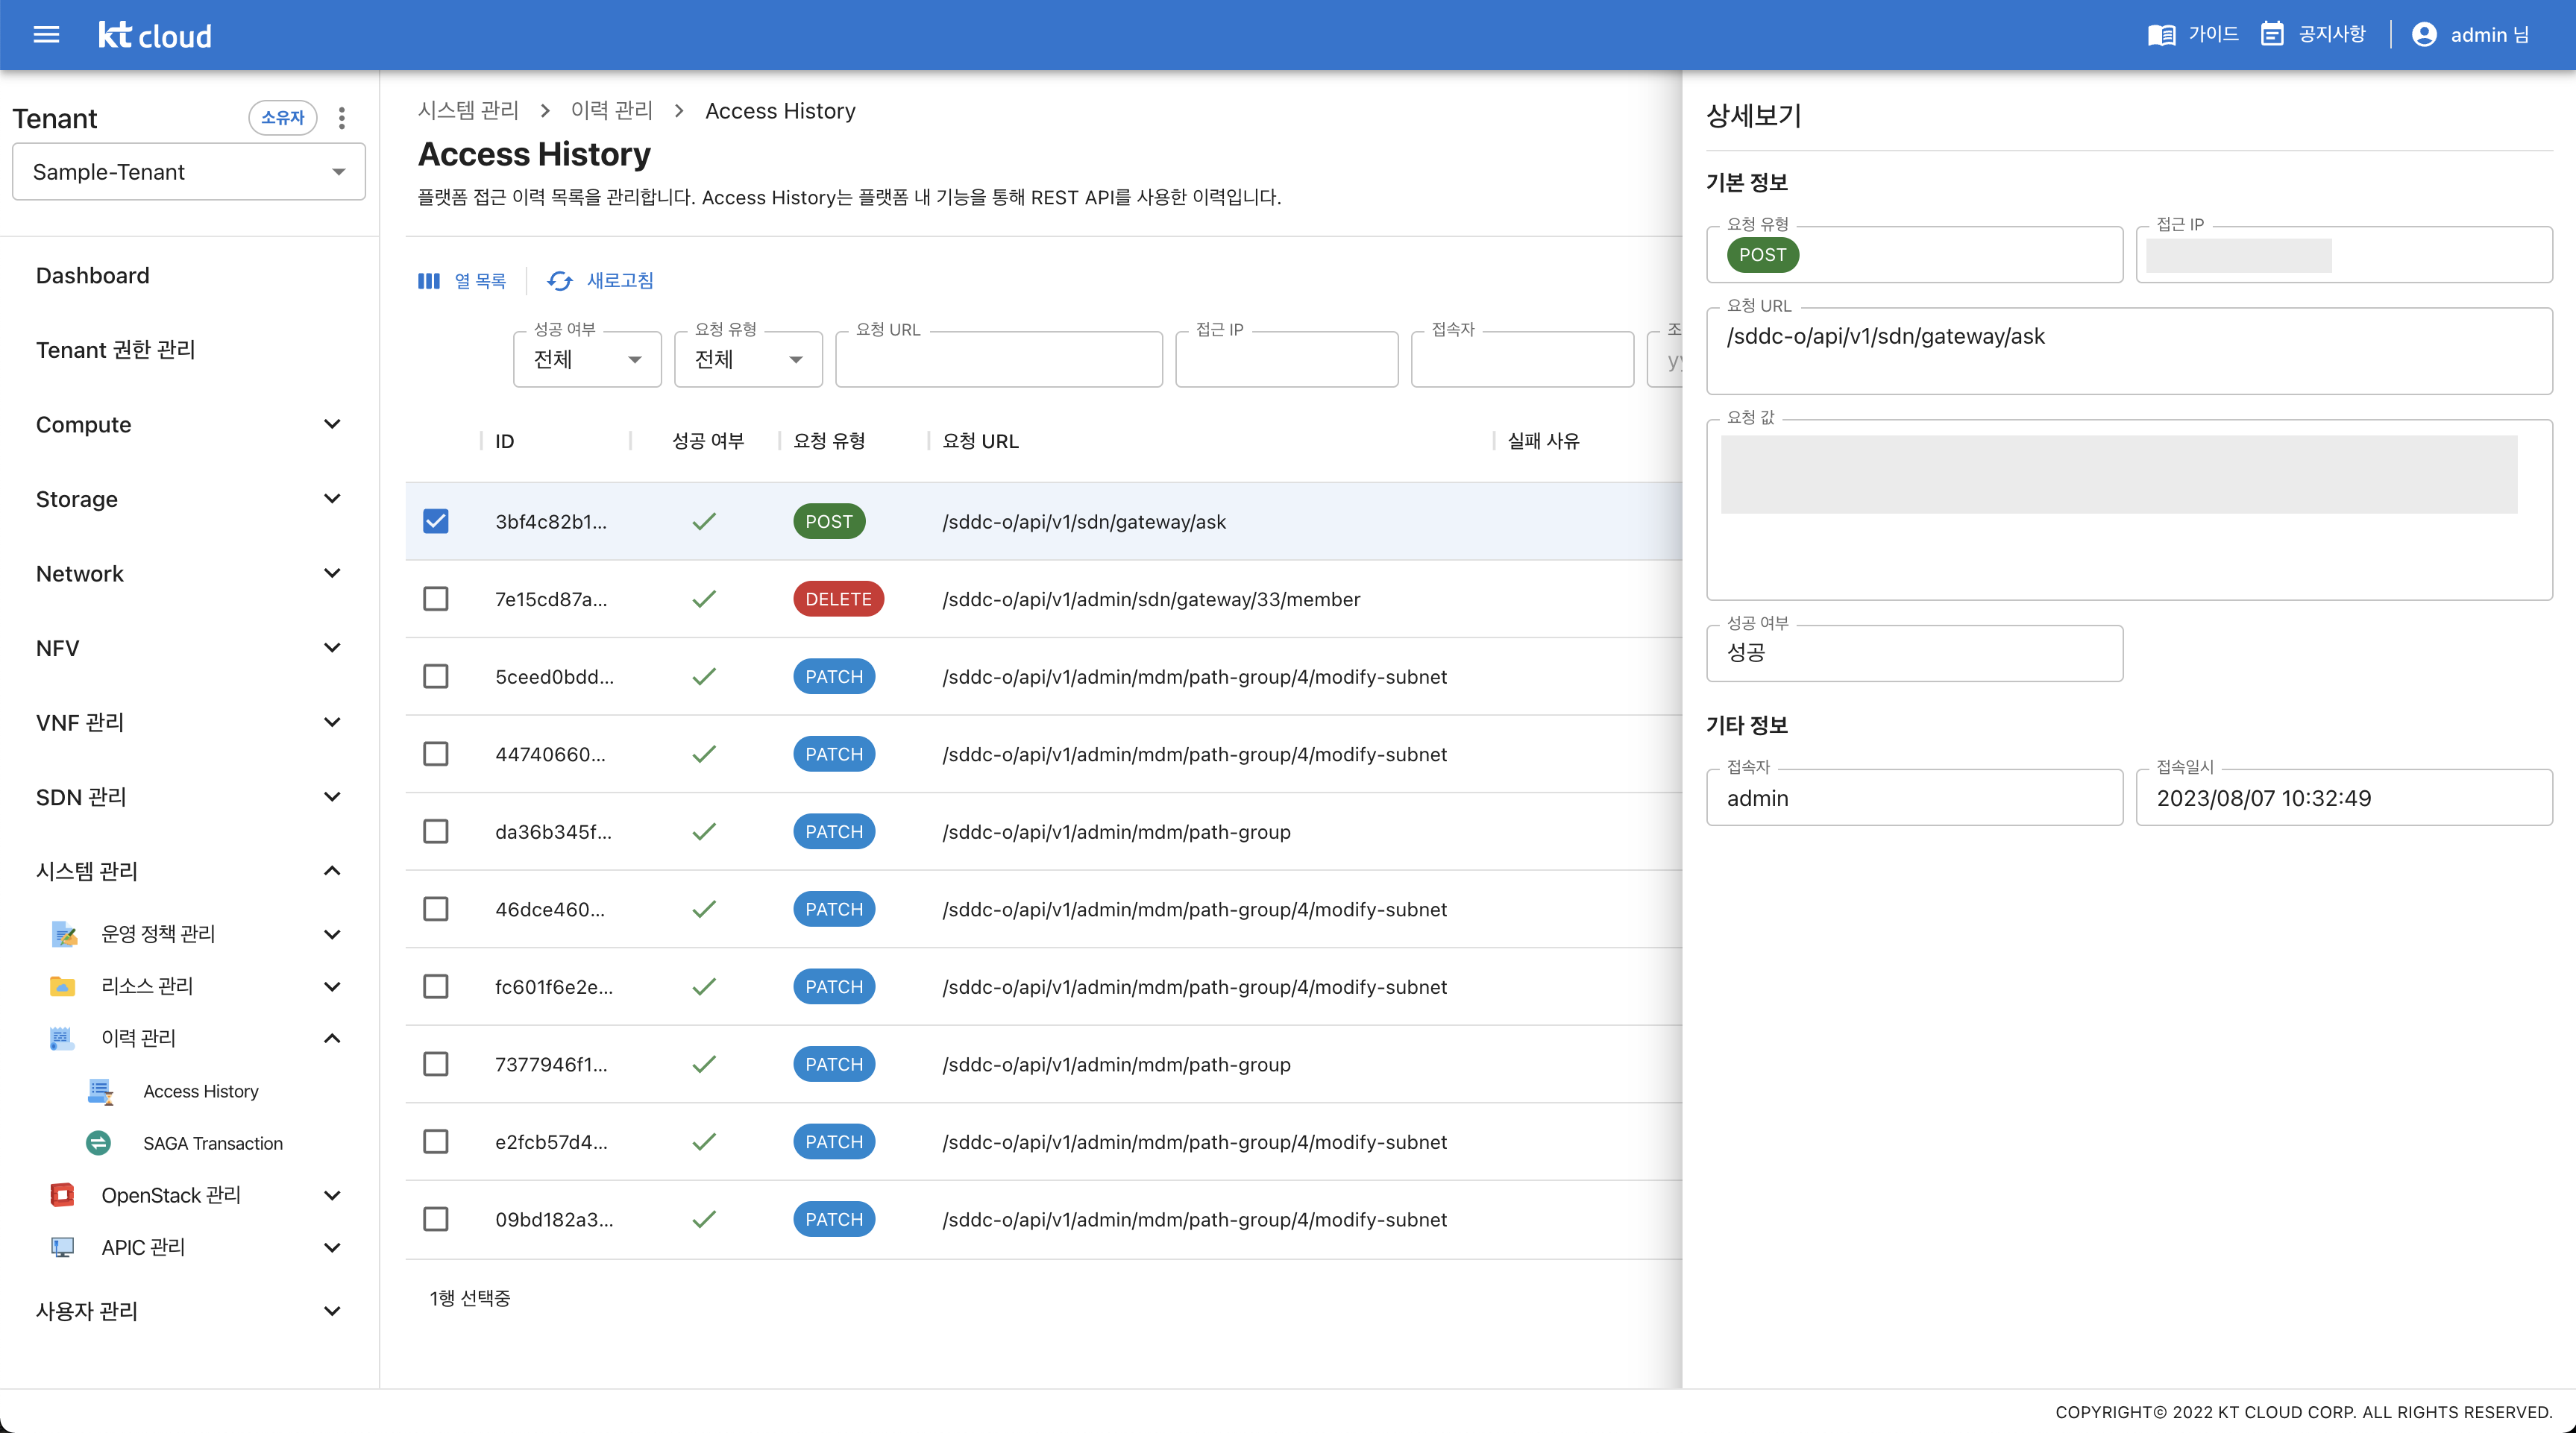 kt cloud
가이드
공지사항
admin 님
Tenant
소유자
Sample-Tenant
Dashboard
Tenant 권한 관리
Compute
Storage
Network
NFV
VNF 관리
SDN 관리
시스템 관리
운영 정책 관리
리소스 관리
이력 관리
Access History
SAGA Transaction
OpenStack 관리
APIC 관리
사용자 관리
시스템 관리 > 이력 관리 > Access History
Access History
플랫폼 접근 이력 목록을 관리합니다. Access History는 플랫폼 내 기능을 통해 REST API를 사용한 이력입니다.
열 목록
새로고침
성공 여부
전체
요청 유형
전체
요청 URL
접근 IP
접속자
조
ID 성공 여부 요청 유형 요청 URL 실패 사유
3bf4c82b1... POST /sddc-o/api/v1/sdn/gateway/ask
7e15cd87a... DELETE /sddc-o/api/v1/admin/sdn/gateway/33/member
5ceed0bdd... PATCH /sddc-o/api/v1/admin/mdm/path-group/4/modify-subnet
44740660... PATCH /sddc-o/api/v1/admin/mdm/path-group/4/modify-subnet
da36b345f... PATCH /sddc-o/api/v1/admin/mdm/path-group
46dce460... PATCH /sddc-o/api/v1/admin/mdm/path-group/4/modify-subnet
fc601f6e2e... PATCH /sddc-o/api/v1/admin/mdm/path-group/4/modify-subnet
7377946f1... PATCH /sddc-o/api/v1/admin/mdm/path-group
e2fcb57d4... PATCH /sddc-o/api/v1/admin/mdm/path-group/4/modify-subnet
09bd182a3... PATCH /sddc-o/api/v1/admin/mdm/path-group/4/modify-subnet
1행 선택중
상세보기
기본 정보
요청 유형
POST
접근 IP
요청 URL
/sddc-o/api/v1/sdn/gateway/ask
요청 값
성공 여부
성공
기타 정보
접속자
admin
접속일시
2023/08/07 10:32:49
COPYRIGHT© 2022 KT CLOUD CORP. ALL RIGHTS RESERVED.